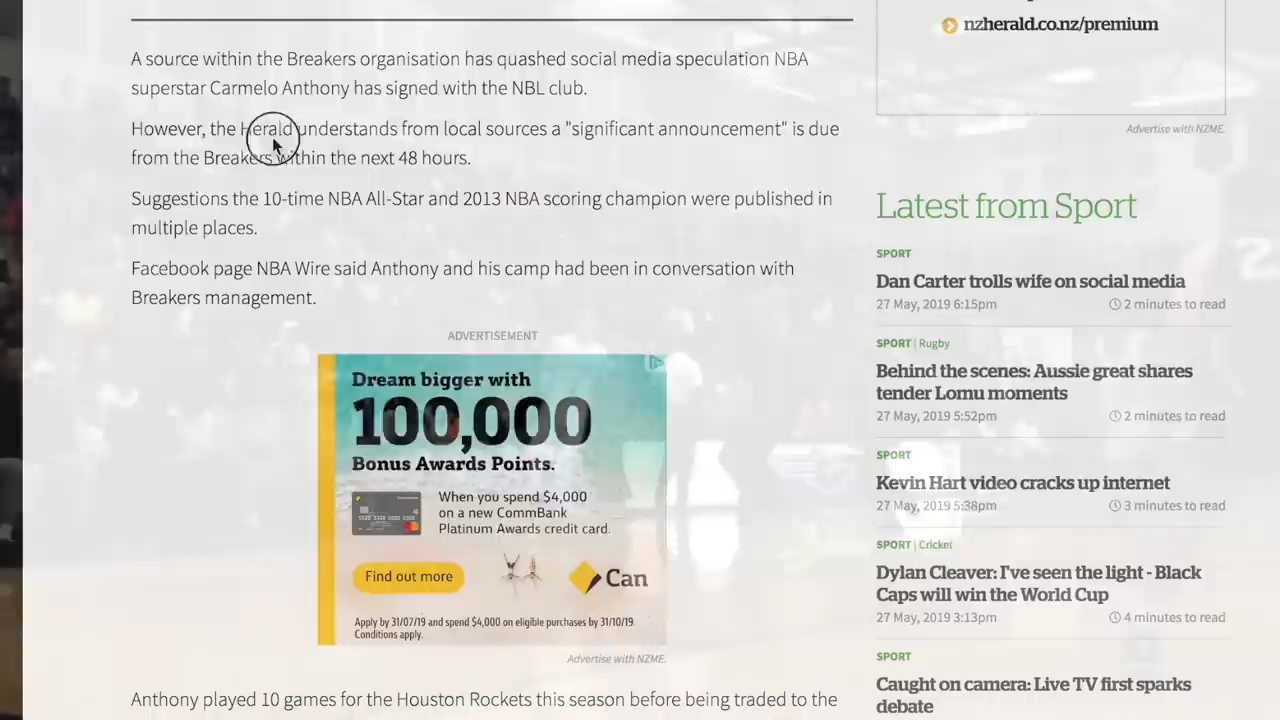 A source within the Breakers organisation has quashed social media speculation NBA
superstar Carmelo Anthony has signed with the NBL club.
However, the Herald understands from local sources a "significant announcement" is due
from the Breakers within the next 48 hours.
Suggestions the 10-time NBA All-Star and 2013 NBA scoring champion were published in
multiple places.
Facebook page NBA Wire said Anthony and his camp had been in conversation with
Breakers management.
ADVERTISEMENT
Dream bigger with
100,000
Bonus Awards Points.
When you spend $4,000
on a new CommBank
Platinum Awards credit card.
Find out more
Can
Apply by 31/07/19 and spend $4,000 on eligible purchases by 31/10/19.
Conditions apply.
Advertise with NZME.
Anthony played 10 games for the Houston Rockets this season before being traded to the
nzherald.co.nz/premium
Advertise with NZME.
Latest from Sport
SPORT
Dan Carter trolls wife on social media
27 May, 2019 6:15pm 2 minutes to read
SPORT | Rugby
Behind the scenes: Aussie great shares
tender Lomu moments
27 May, 2019 5:52pm 2 minutes to read
SPORT
Kevin Hart video cracks up internet
27 May, 2019 5:38pm 3 minutes to read
SPORT | Cricket
Dylan Cleaver: I've seen the light - Black
Caps will win the World Cup
27 May, 2019 3:13pm 4 minutes to read
SPORT
Caught on camera: Live TV first sparks
debate